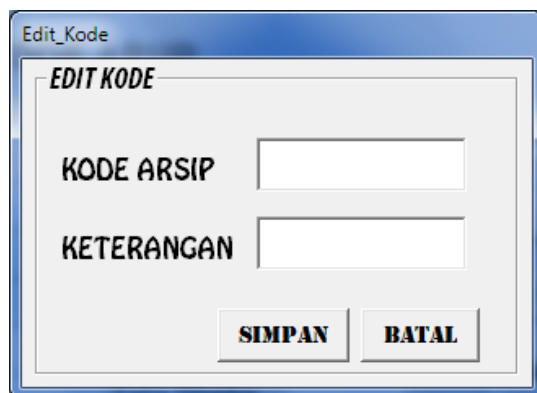 Edit_Kode
EDIT KODE
KODE ARSIP
KETERANGAN
SIMPAN BATAL